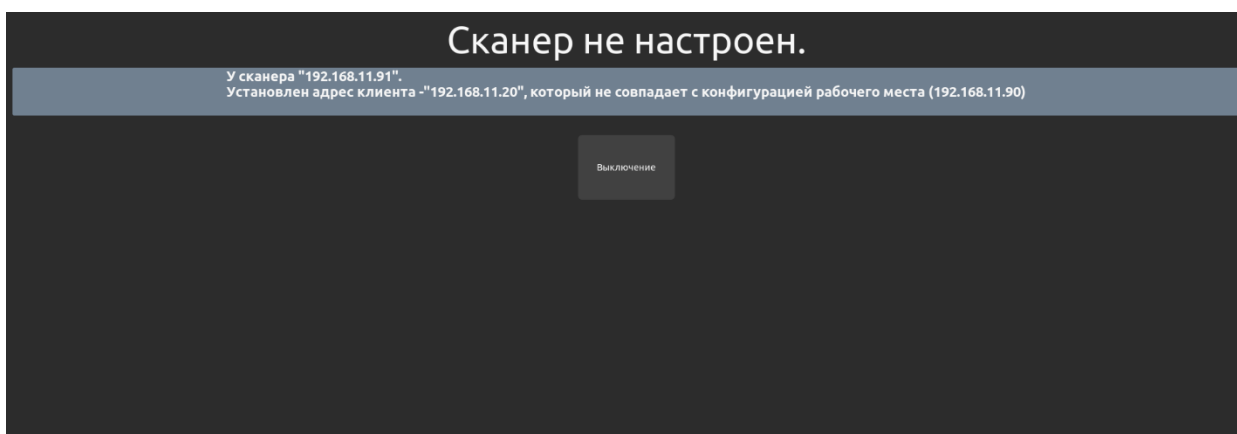 Сканер не настроен.
У сканера "192.168.11.91".
Установлен адрес клиента -"192.168.11.20", который не совпадает с конфигурацией рабочего места (192.168.11.90)
Выключение